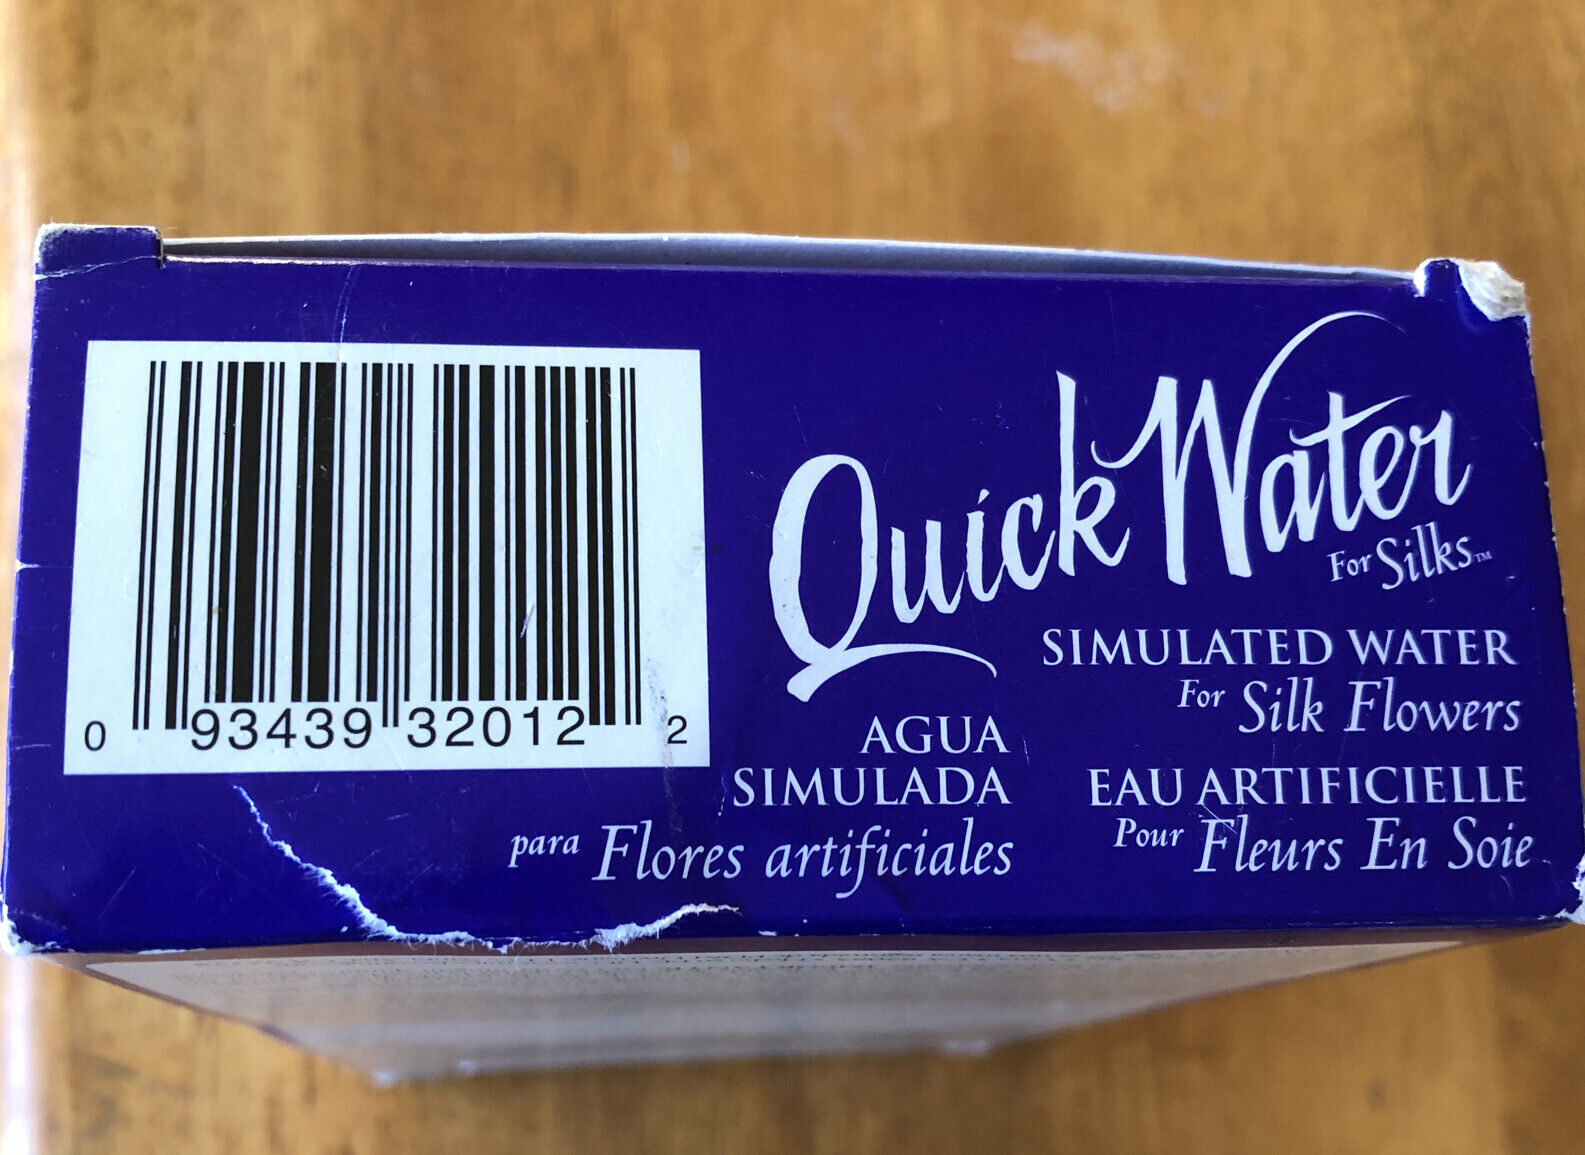 Quick Water
For Silks™
SIMULATED WATER
For Silk Flowers
AGUA
SIMULADA
para Flores artificiales
EAU ARTIFICIELLE
Pour Fleurs En Soie
0 93439 32012 2